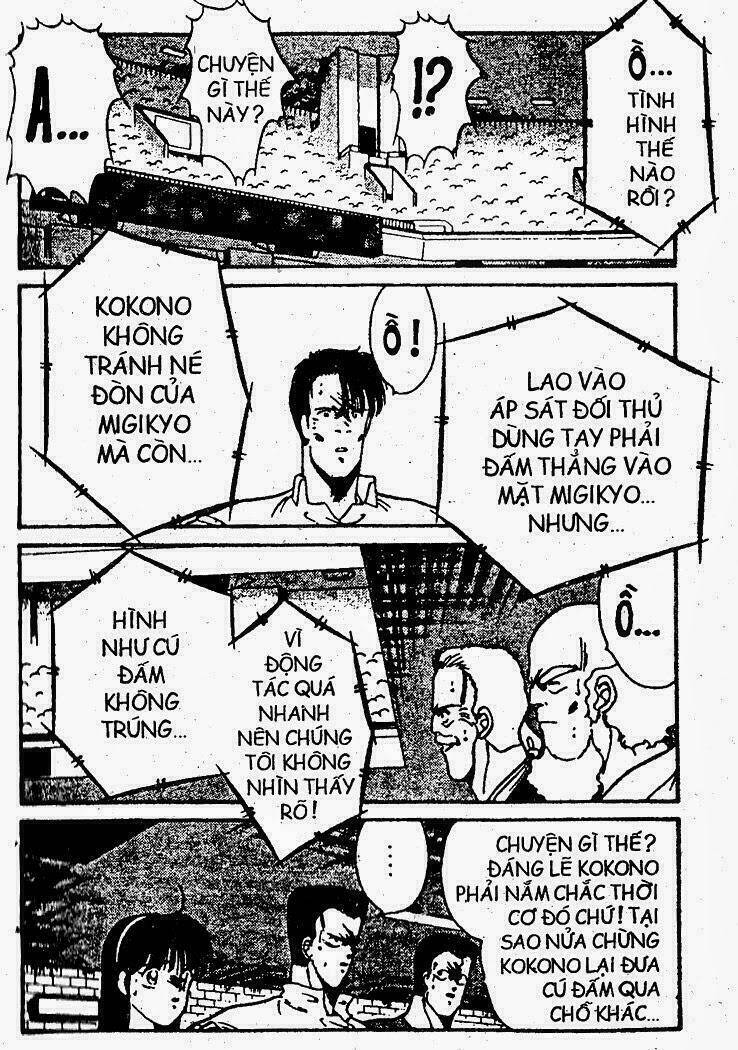 Ồ...
TÌNH
HÌNH
THẾ
NÀO
RỒI?
!?
CHUYỆN
GÌ THẾ
NÀY?
A...
LAO VÀO
ÁP SÁT ĐỐI THỦ
DÙNG TAY PHẢI
ĐẤM THẲNG VÀO
MẶT MIGIKYO...
NHƯNG...
Ồ!
KOKONO
KHÔNG
TRÁNH NÉ
ĐÒN CỦA
MIGIKYO
MÀ CÒN...
Ồ...
VÌ
ĐỘNG
TÁC QUÁ
NHANH
NÊN CHÚNG
TÔI KHÔNG
NHÌN THẤY
RÕ!
HÌNH
NHƯ CÚ
ĐẤM
KHÔNG
TRÚNG...
CHUYỆN GÌ THẾ?
ĐÁNG LẼ KOKONO
PHẢI NẮM CHẮC THỜI
CƠ ĐÓ CHỨ! TẠI
SAO NỬA CHỪNG
KOKONO LẠI ĐƯA
CÚ ĐẤM QUA
CHỖ KHÁC...
....